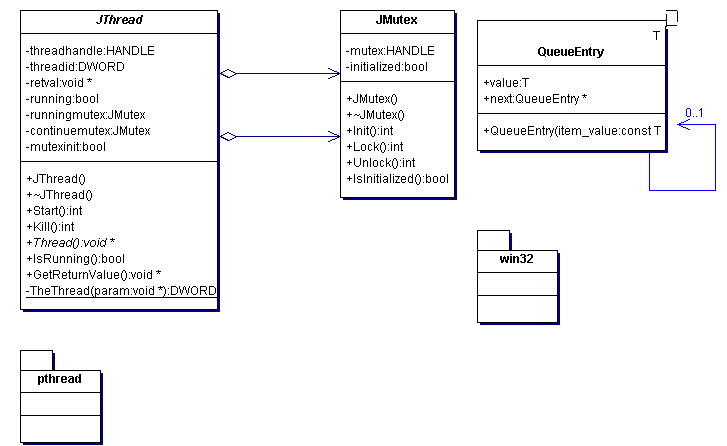 JThread
-threadhandle:HANDLE
-threadid:DWORD
-retval:void *
-running:bool
-runningmutex:JMutex
-continuemutex:JMutex
-mutexinit:bool
+JThread()
+~JThread()
+Start():int
+Kill():int
+Thread():void *
+IsRunning():bool
+GetReturnValue():void *
-TheThread(param:void *):DWORD
JMutex
-mutex:HANDLE
-initialized:bool
+JMutex()
+~JMutex()
+Init():int
+Lock():int
+Unlock():int
+IsInitialized():bool
T
QueueEntry
+value:T
+next:QueueEntry *
+QueueEntry(item_value:const T
0..1
win32
pthread